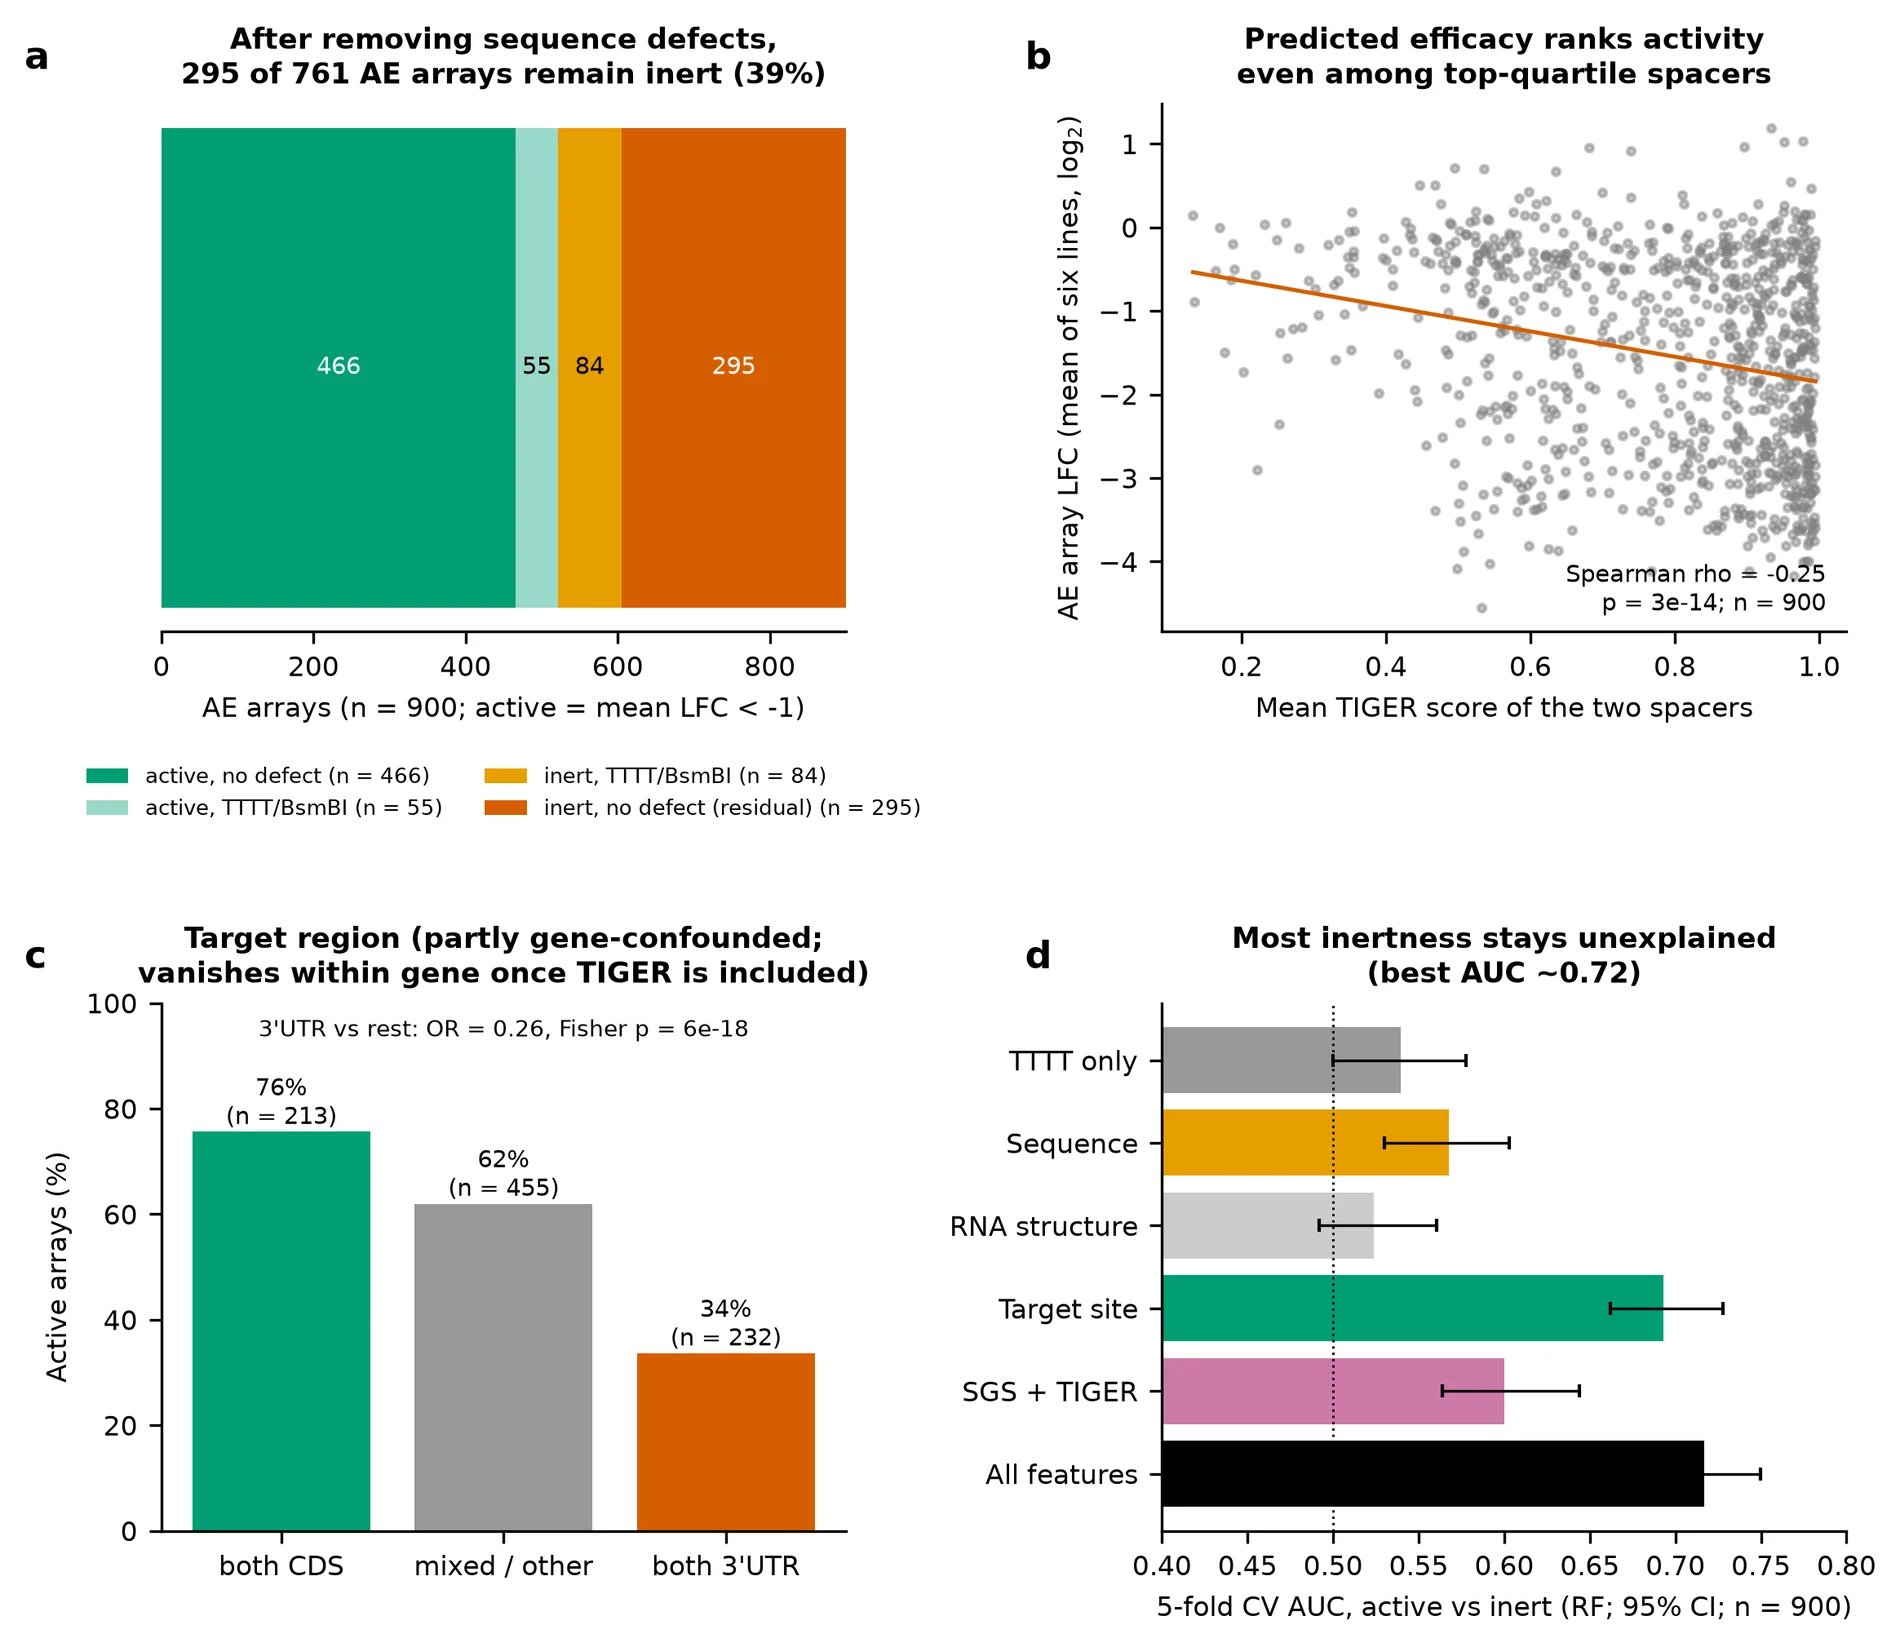 a
After removing sequence defects,
295 of 761 AE arrays remain inert (39%)
466
55
84
295
0
200
400
600
800
AE arrays (n = 900; active = mean LFC < -1)
active, no defect (n = 466)
active, TTTT/BsmBI (n = 55)
inert, TTTT/BsmBI (n = 84)
inert, no defect (residual) (n = 295)
b
Predicted efficacy ranks activity
even among top-quartile spacers
AE array LFC (mean of six lines, log₂)
1
0
−1
−2
−3
−4
Spearman rho = -0.25
p = 3e-14; n = 900
0.2
0.4
0.6
0.8
1.0
Mean TIGER score of the two spacers
c
Target region (partly gene-confounded;
vanishes within gene once TIGER is included)
Active arrays (%)
100
80
60
40
20
0
3'UTR vs rest: OR = 0.26, Fisher p = 6e-18
76%
(n = 213)
62%
(n = 455)
34%
(n = 232)
both CDS
mixed / other
both 3'UTR
d
Most inertness stays unexplained
(best AUC ~0.72)
TTTT only
Sequence
RNA structure
Target site
SGS + TIGER
All features
0.40
0.45
0.50
0.55
0.60
0.65
0.70
0.75
0.80
5-fold CV AUC, active vs inert (RF; 95% CI; n = 900)